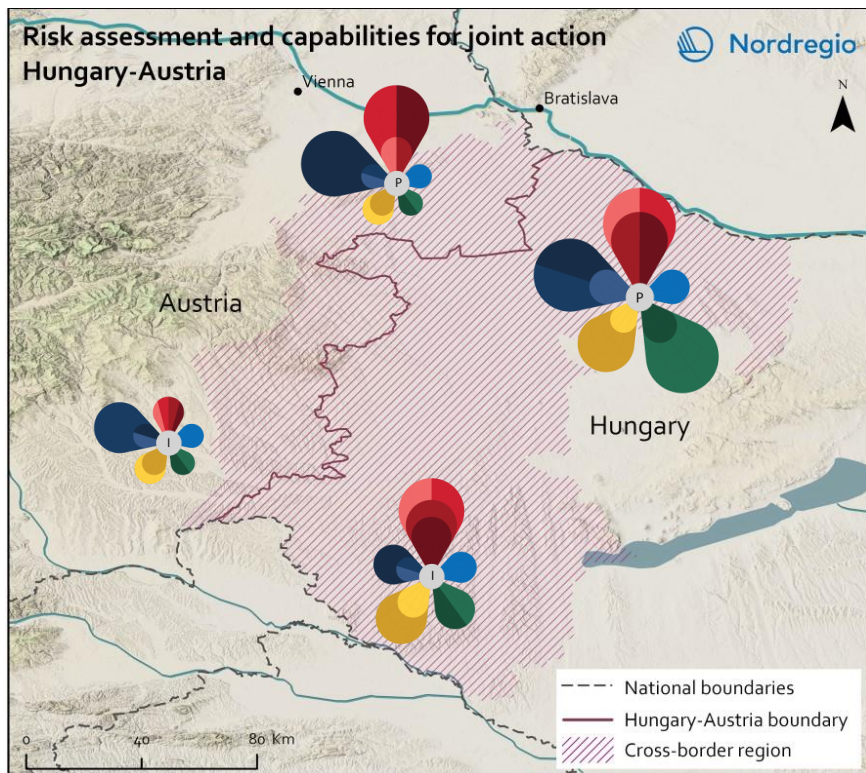 Risk assessment and capabilities for joint action
Hungary-Austria
Nordregio
Vienna
Bratislava
N
P
P
Austria
Hungary
I
I
National boundaries
Hungary-Austria boundary
Cross-border region
0 40 80 Km